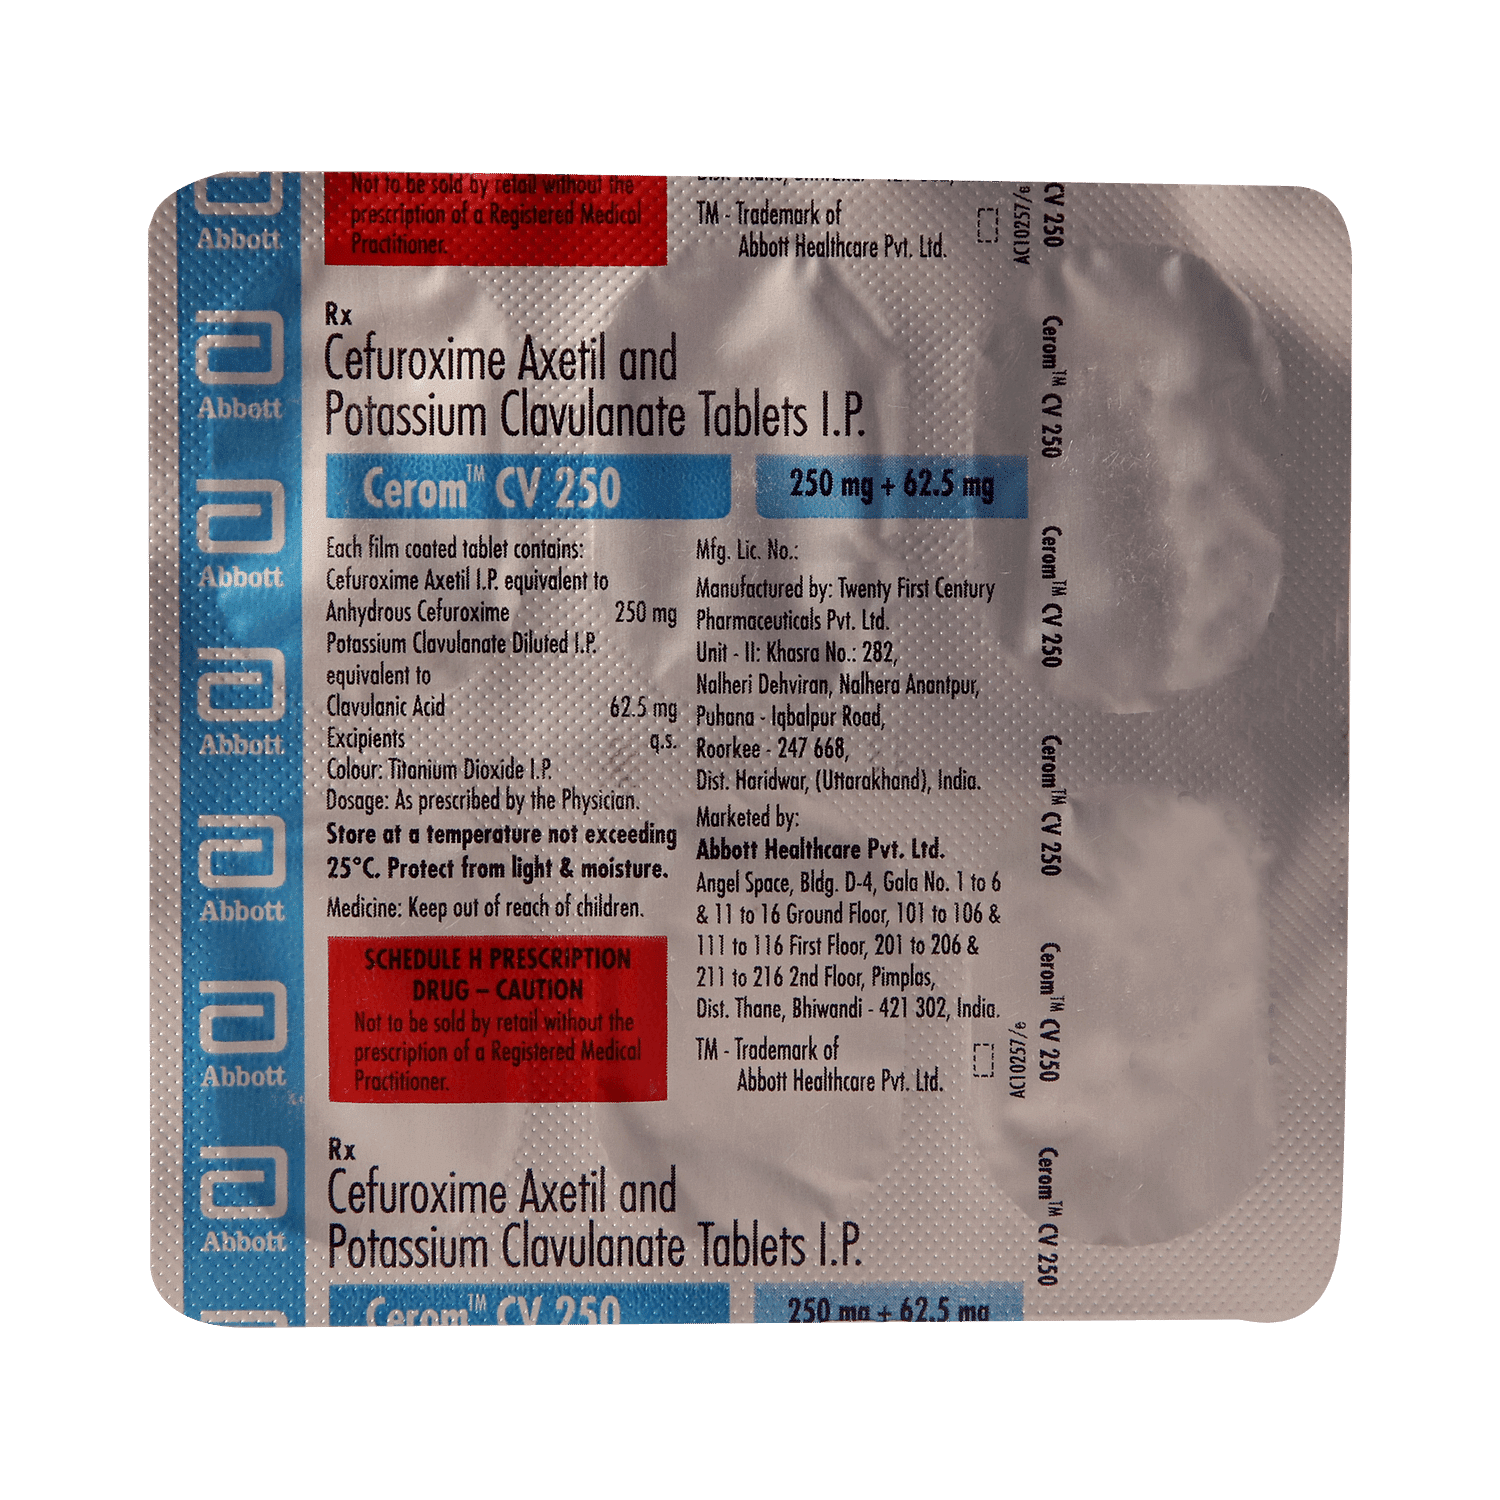 Abbott
Abbott
Abbott
Abbott
Abbott
Abbott
Abbott
Not to be sold by retail without the
prescription of a Registered Medical
Practitioner.
TM - Trademark of
Abbott Healthcare Pvt. Ltd.
AC10257/e
Rx
Cefuroxime Axetil and
Potassium Clavulanate Tablets I.P.
Cerom™ CV 250
250 mg + 62.5 mg
Each film coated tablet contains:
Cefuroxime Axetil I.P. equivalent to
Anhydrous Cefuroxime 250 mg
Potassium Clavulanate Diluted I.P.
equivalent to
Clavulanic Acid 62.5 mg
Excipients q.s.
Colour: Titanium Dioxide I.P.
Dosage: As prescribed by the Physician.
Store at a temperature not exceeding
25°C. Protect from light & moisture.
Medicine: Keep out of reach of children.
SCHEDULE H PRESCRIPTION
DRUG – CAUTION
Not to be sold by retail without the
prescription of a Registered Medical
Practitioner.
Mfg. Lic. No.:
Manufactured by: Twenty First Century
Pharmaceuticals Pvt. Ltd.
Unit - II: Khasra No.: 282,
Nalheri Dehviran, Nalhera Anantpur,
Puhana - Iqbalpur Road,
Roorkee - 247 668,
Dist. Haridwar, (Uttarakhand), India.
Marketed by:
Abbott Healthcare Pvt. Ltd.
Angel Space, Bldg. D-4, Gala No. 1 to 6
& 11 to 16 Ground Floor, 101 to 106 &
111 to 116 First Floor, 201 to 206 &
211 to 216 2nd Floor, Pimplas,
Dist. Thane, Bhiwandi - 421 302, India.
TM - Trademark of
Abbott Healthcare Pvt. Ltd.
AC10257/e
Rx
Cefuroxime Axetil and
Potassium Clavulanate Tablets I.P.
Cerom™ CV 250
250 mg + 62.5 mg
CV 250
Cerom™ CV 250
Cerom™ CV 250
Cerom™ CV 250
Cerom™ CV 250
Cerom™ CV 250